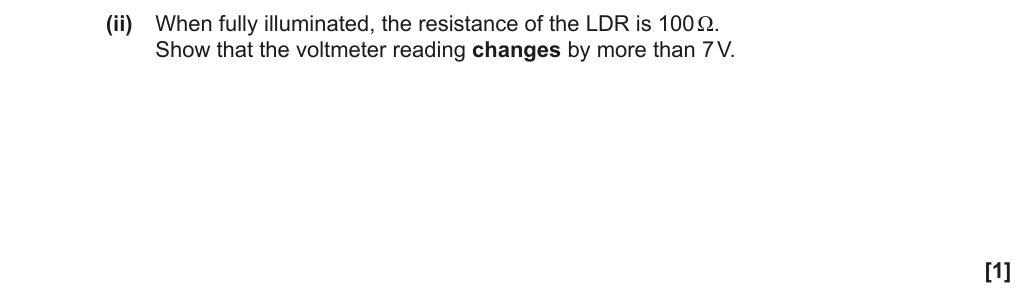 (ii) When fully illuminated, the resistance of the LDR is 100 Ω.
Show that the voltmeter reading changes by more than 7 V.
[1]